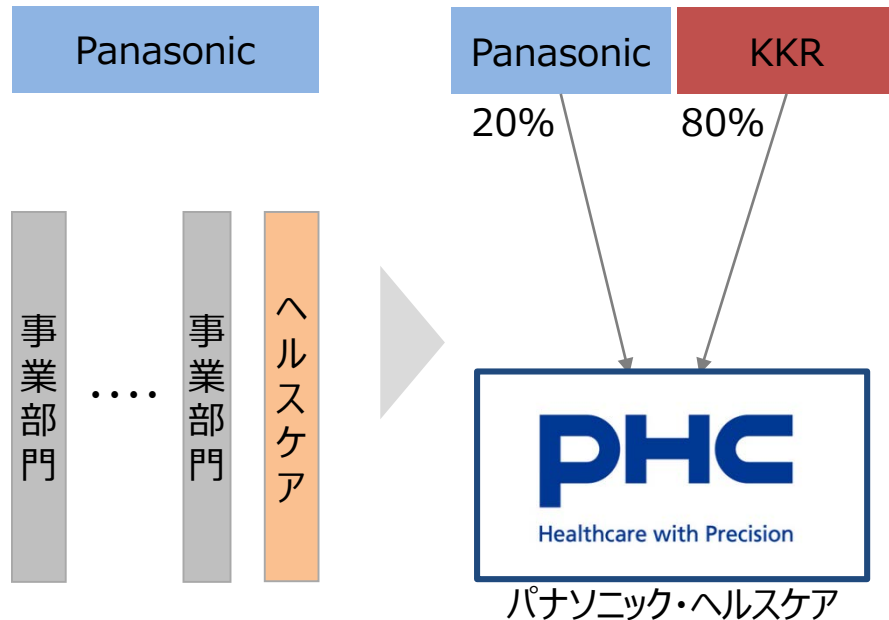 Panasonic
事業部門
‥‥
事業部門
ヘルスケア
Panasonic
KKR
20%
80%
PHC
Healthcare with Precision
パナソニック・ヘルスケア